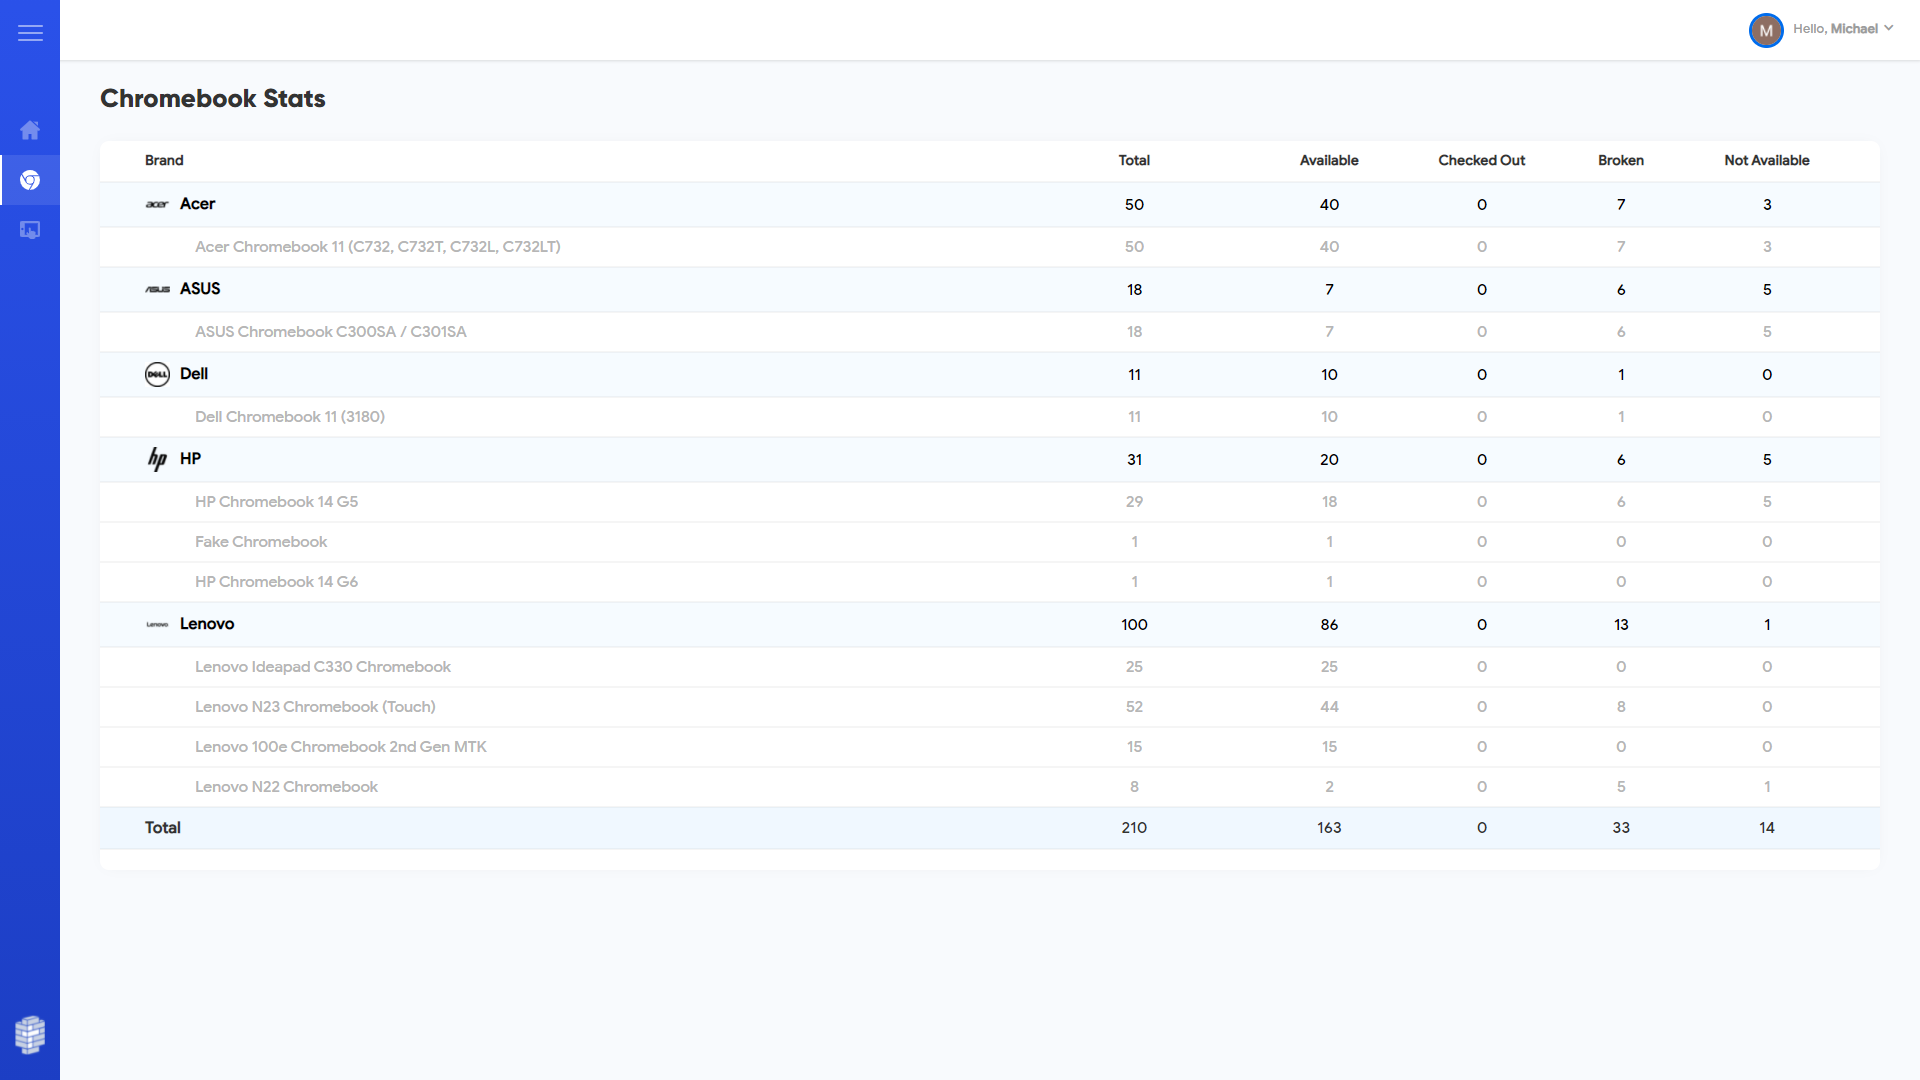 M Hello, Michael
Chromebook Stats
Brand Total Available Checked Out Broken Not Available
acer Acer 50 40 0 7 3
Acer Chromebook 11 (C732, C732T, C732L, C732LT) 50 40 0 7 3
ASUS ASUS 18 7 0 6 5
ASUS Chromebook C300SA / C301SA 18 7 0 6 5
DELL Dell 11 10 0 1 0
Dell Chromebook 11 (3180) 11 10 0 1 0
hp HP 31 20 0 6 5
HP Chromebook 14 G5 29 18 0 6 5
Fake Chromebook 1 1 0 0 0
HP Chromebook 14 G6 1 1 0 0 0
Lenovo Lenovo 100 86 0 13 1
Lenovo Ideapad C330 Chromebook 25 25 0 0 0
Lenovo N23 Chromebook (Touch) 52 44 0 8 0
Lenovo 100e Chromebook 2nd Gen MTK 15 15 0 0 0
Lenovo N22 Chromebook 8 2 0 5 1
Total 210 163 0 33 14